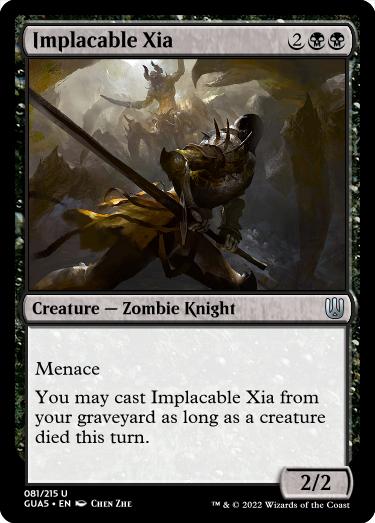 Implacable Xia 2
Creature — Zombie Knight
Menace
You may cast Implacable Xia from
your graveyard as long as a creature
died this turn.
2/2
081/215 U
GUA5 • EN Chen Zhe
™ & © 2022 Wizards of the Coast